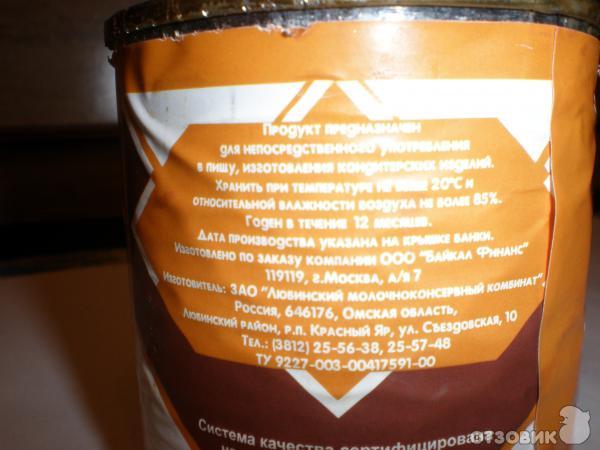 Продукт предназначен
для непосредственного употребления
в пищу, изготовления кондитерских изделий.
Хранить при температуре не выше 20°С и
относительной влажности воздуха не более 85%.
Годен в течение 12 месяцев.
Дата производства указана на крышке банки.
Изготовлено по заказу компании ООО "Байкал Финанс"
119119, г.Москва, а/я 7
Изготовитель: ЗАО "Любинский молочноконсервный комбинат",
Россия, 646176, Омская область,
Любинский район, р.п. Красный Яр, ул. Съездовская, 10
Тел.: (3812) 25-56-38, 25-57-48
ТУ 9227-003-00417591-00
Система качества сертифицирована
отзовик